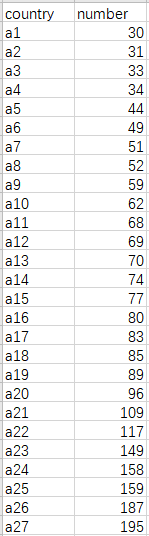 country number
a1 30
a2 31
a3 33
a4 34
a5 44
a6 49
a7 51
a8 52
a9 59
a10 62
a11 68
a12 69
a13 70
a14 74
a15 77
a16 80
a17 83
a18 85
a19 89
a20 96
a21 109
a22 117
a23 149
a24 158
a25 159
a26 187
a27 195